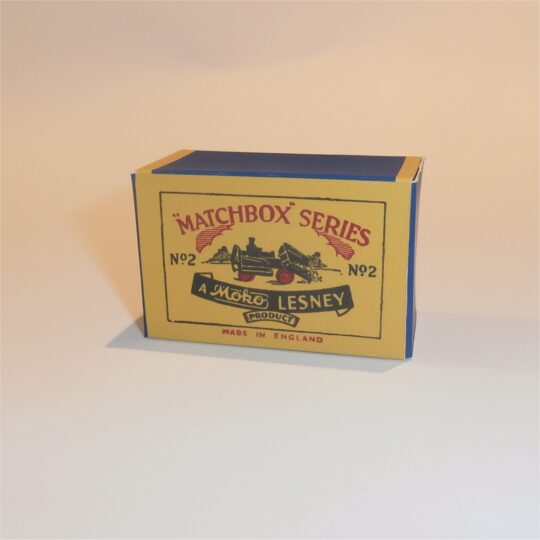 "MATCHBOX" SERIES
No2 No2
A Moko LESNEY
PRODUCT
MADE IN ENGLAND